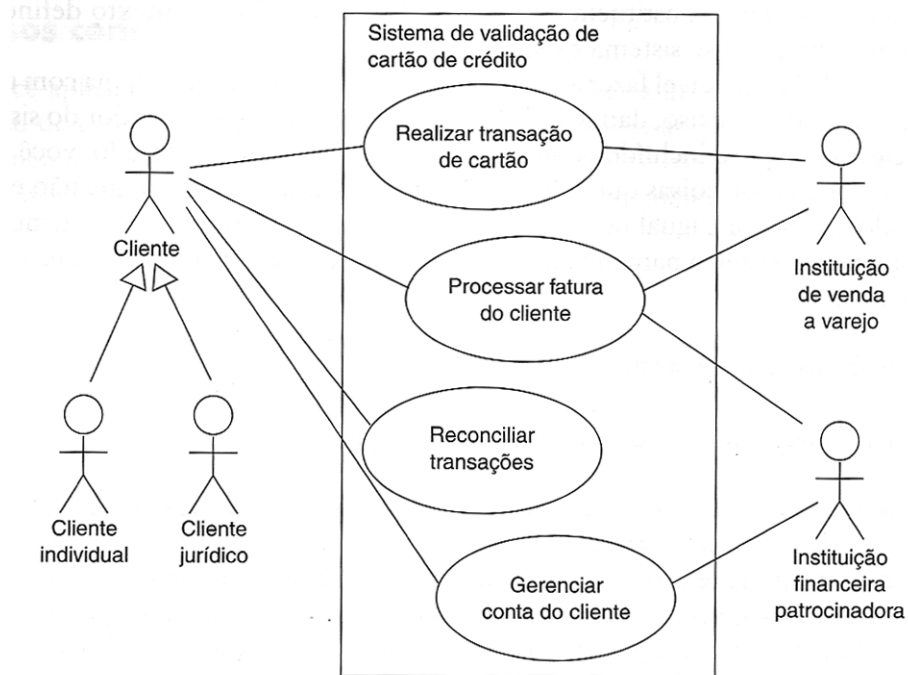 Sistema de validação de
cartão de crédito
Realizar transação
de cartão
Cliente
Processar fatura
do cliente
Instituição
de venda
a varejo
Reconciliar
transações
Cliente
individual
Cliente
jurídico
Gerenciar
conta do cliente
Instituição
financeira
patrocinadora